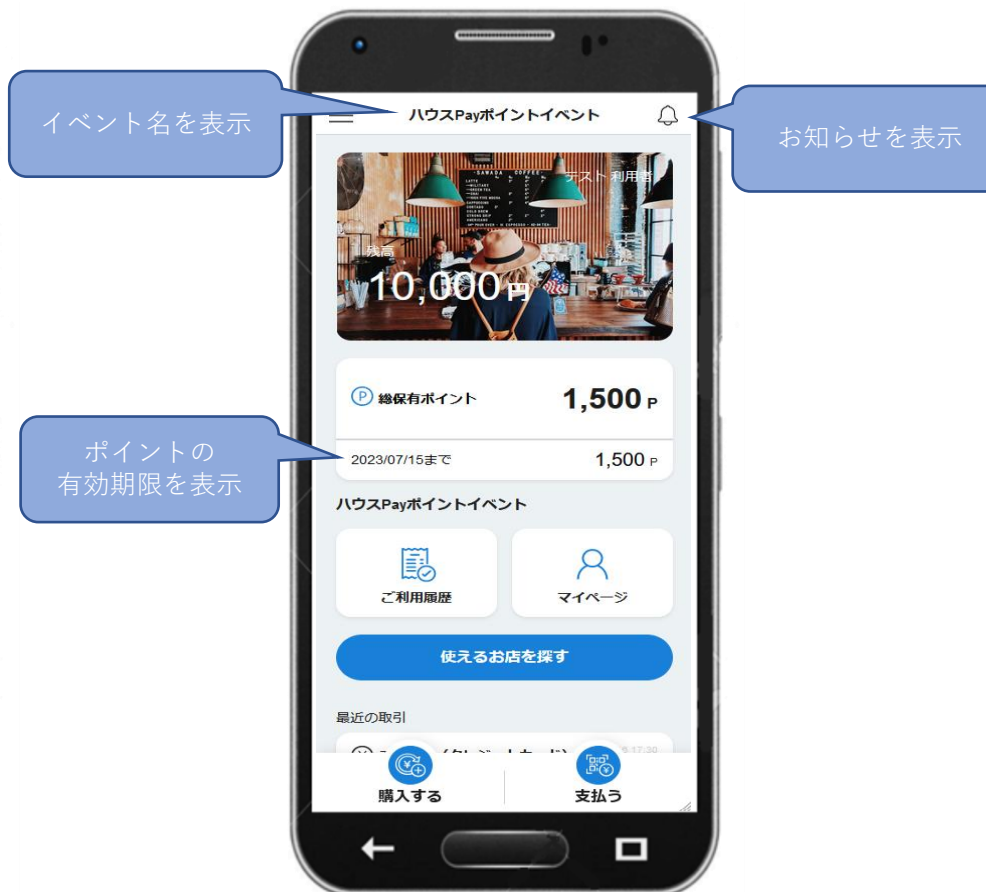 イベント名を表示
ハウスPayポイントイベント
お知らせを表示
SAWADA COFFEE
テスト 利用者
残高
10,000円
P 総保有ポイント
1,500 P
ポイントの
有効期限を表示
2023/07/15まで
1,500 P
ハウスPayポイントイベント
ご利用履歴
マイページ
使えるお店を探す
最近の取引
17:30
購入する
支払う